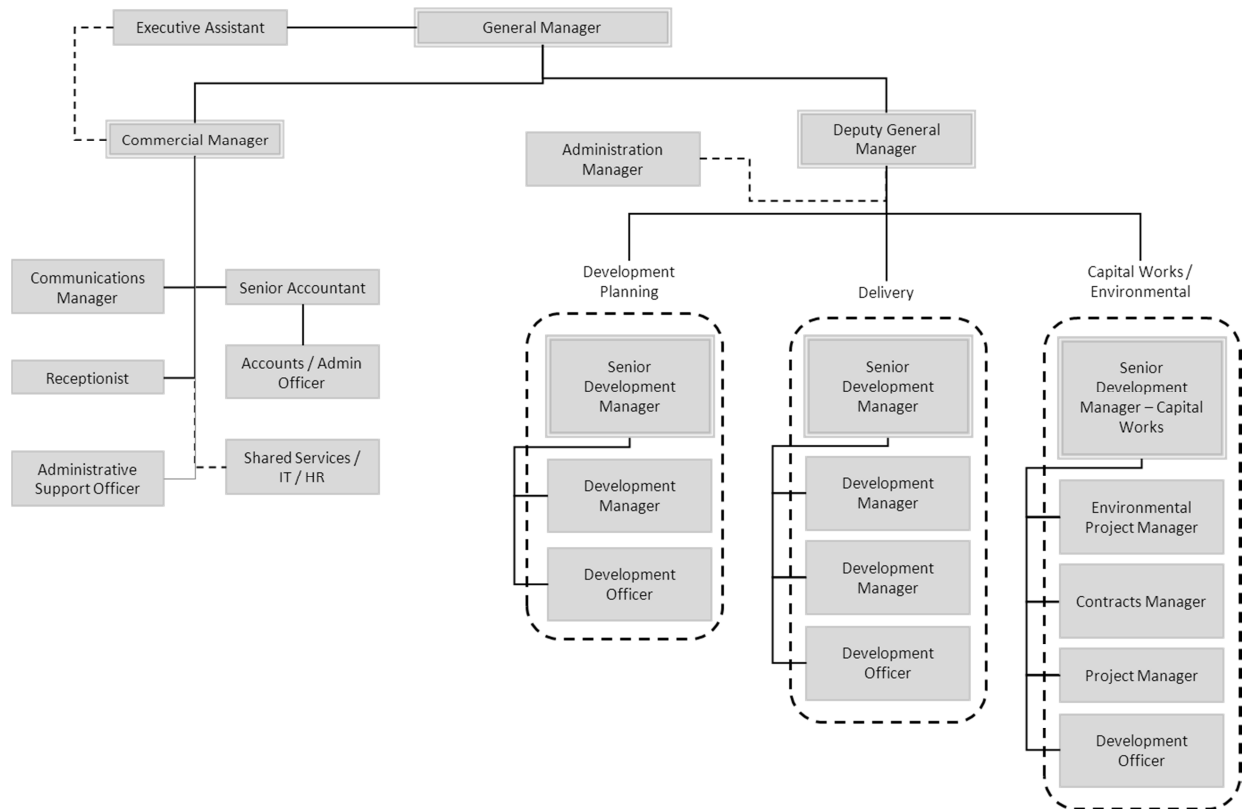 Executive Assistant
General Manager
Commercial Manager
Deputy General
Manager
Administration
Manager
Communications
Manager
Senior Accountant
Receptionist
Accounts / Admin
Officer
Administrative
Support Officer
Shared Services /
IT / HR
Development
Planning
Senior
Development
Manager
Development
Manager
Development
Officer
Delivery
Senior
Development
Manager
Development
Manager
Development
Manager
Development
Officer
Capital Works /
Environmental
Senior
Development
Manager – Capital
Works
Environmental
Project Manager
Contracts Manager
Project Manager
Development
Officer